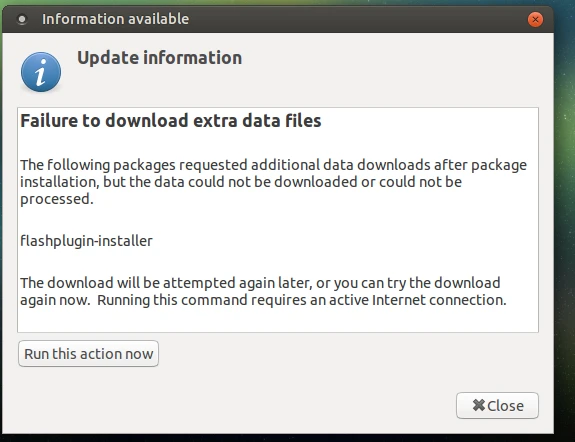 Information available
Update information
Failure to download extra data files
The following packages requested additional data downloads after package
installation, but the data could not be downloaded or could not be
processed.
flashplugin-installer
The download will be attempted again later, or you can try the download
again now.  Running this command requires an active Internet connection.
Run this action now
Close